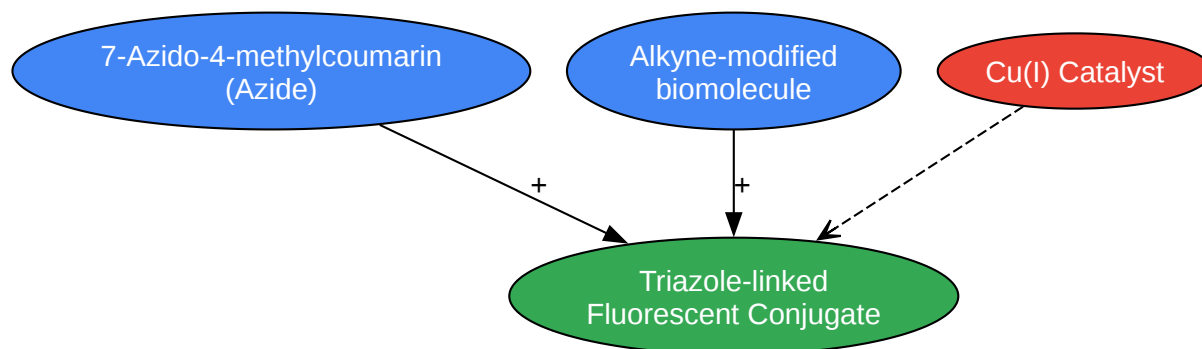 7-Azido-4-methylcoumarin
(Azide)
Alkyne-modified
biomolecule
Cu(I) Catalyst
+
+
Triazole-linked
Fluorescent Conjugate